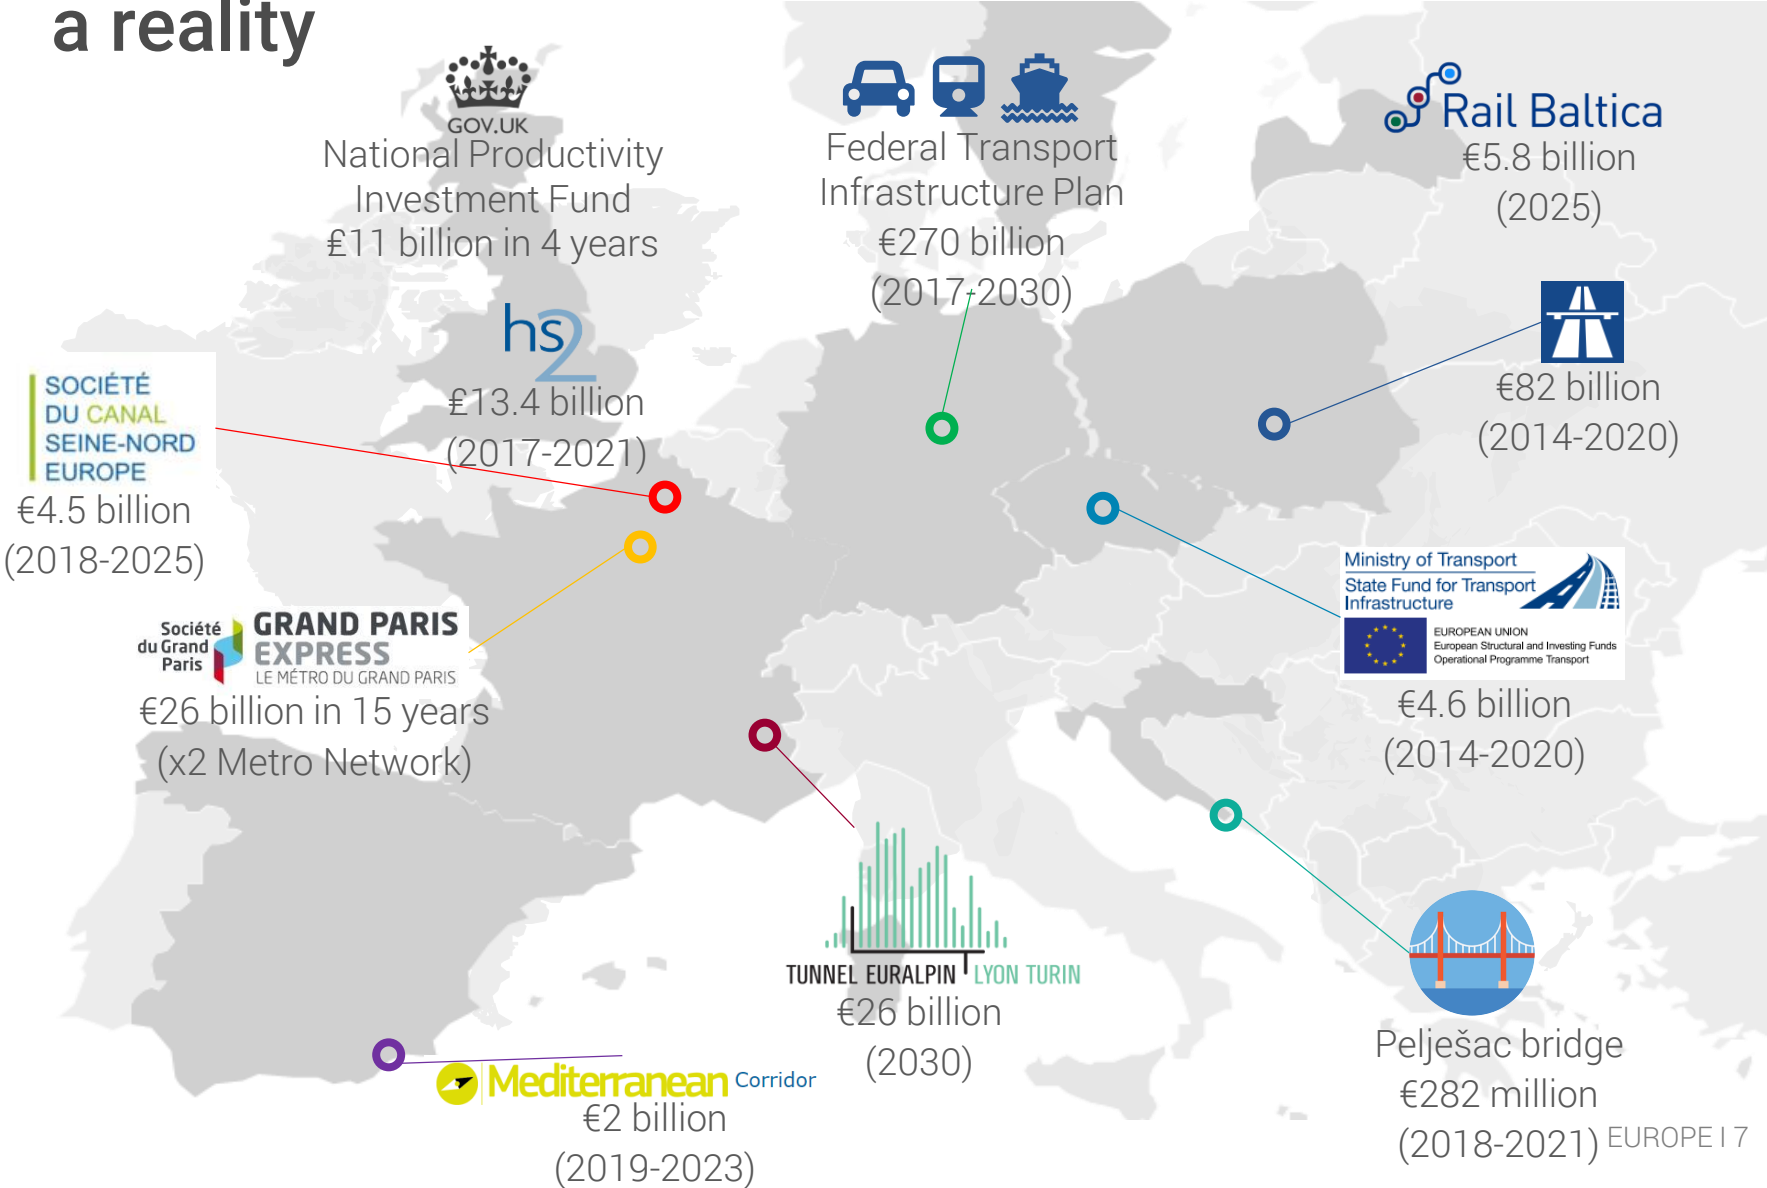 a reality
GOV.UK
National Productivity
Investment Fund
₤11 billion in 4 years
Federal Transport
Infrastructure Plan
€270 billion
(2017-2030)
Rail Baltica
€5.8 billion
(2025)
hs2
₤13.4 billion
(2017-2021)
€82 billion
(2014-2020)
SOCIÉTÉ
DU CANAL
SEINE-NORD
EUROPE
€4.5 billion
(2018-2025)
Société
du Grand
Paris
GRAND PARIS
EXPRESS
LE MÉTRO DU GRAND PARIS
€26 billion in 15 years
(x2 Metro Network)
Ministry of Transport
State Fund for Transport
Infrastructure
EUROPEAN UNION
European Structural and Investing Funds
Operational Programme Transport
€4.6 billion
(2014-2020)
TUNNEL EURALPIN LYON TURIN
€26 billion
(2030)
Mediterranean Corridor
€2 billion
(2019-2023)
Pelješac bridge
€282 million
(2018-2021)
EUROPE I 7